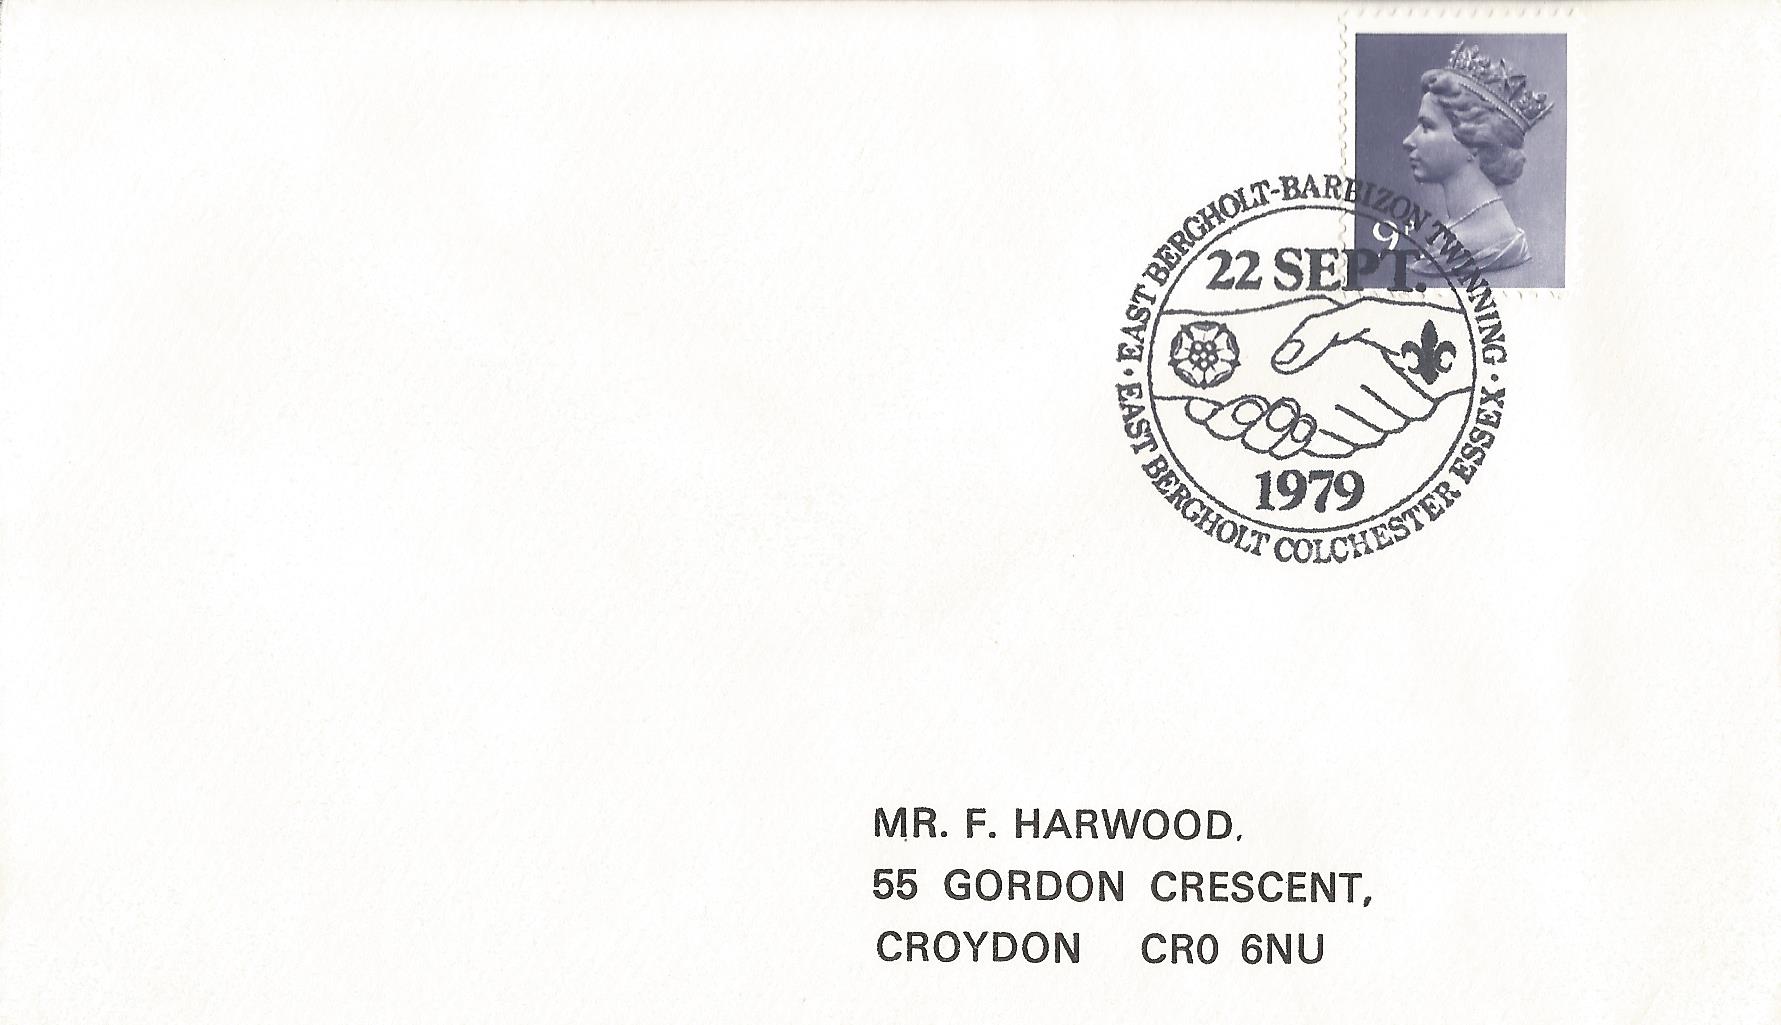 9P
EAST BERGHOLT-BARBIZON TWINNING
22 SEPT.
1979
· EAST BERGHOLT COLCHESTER ESSEX ·
MR. F. HARWOOD,
55 GORDON CRESCENT,
CROYDON CR0 6NU